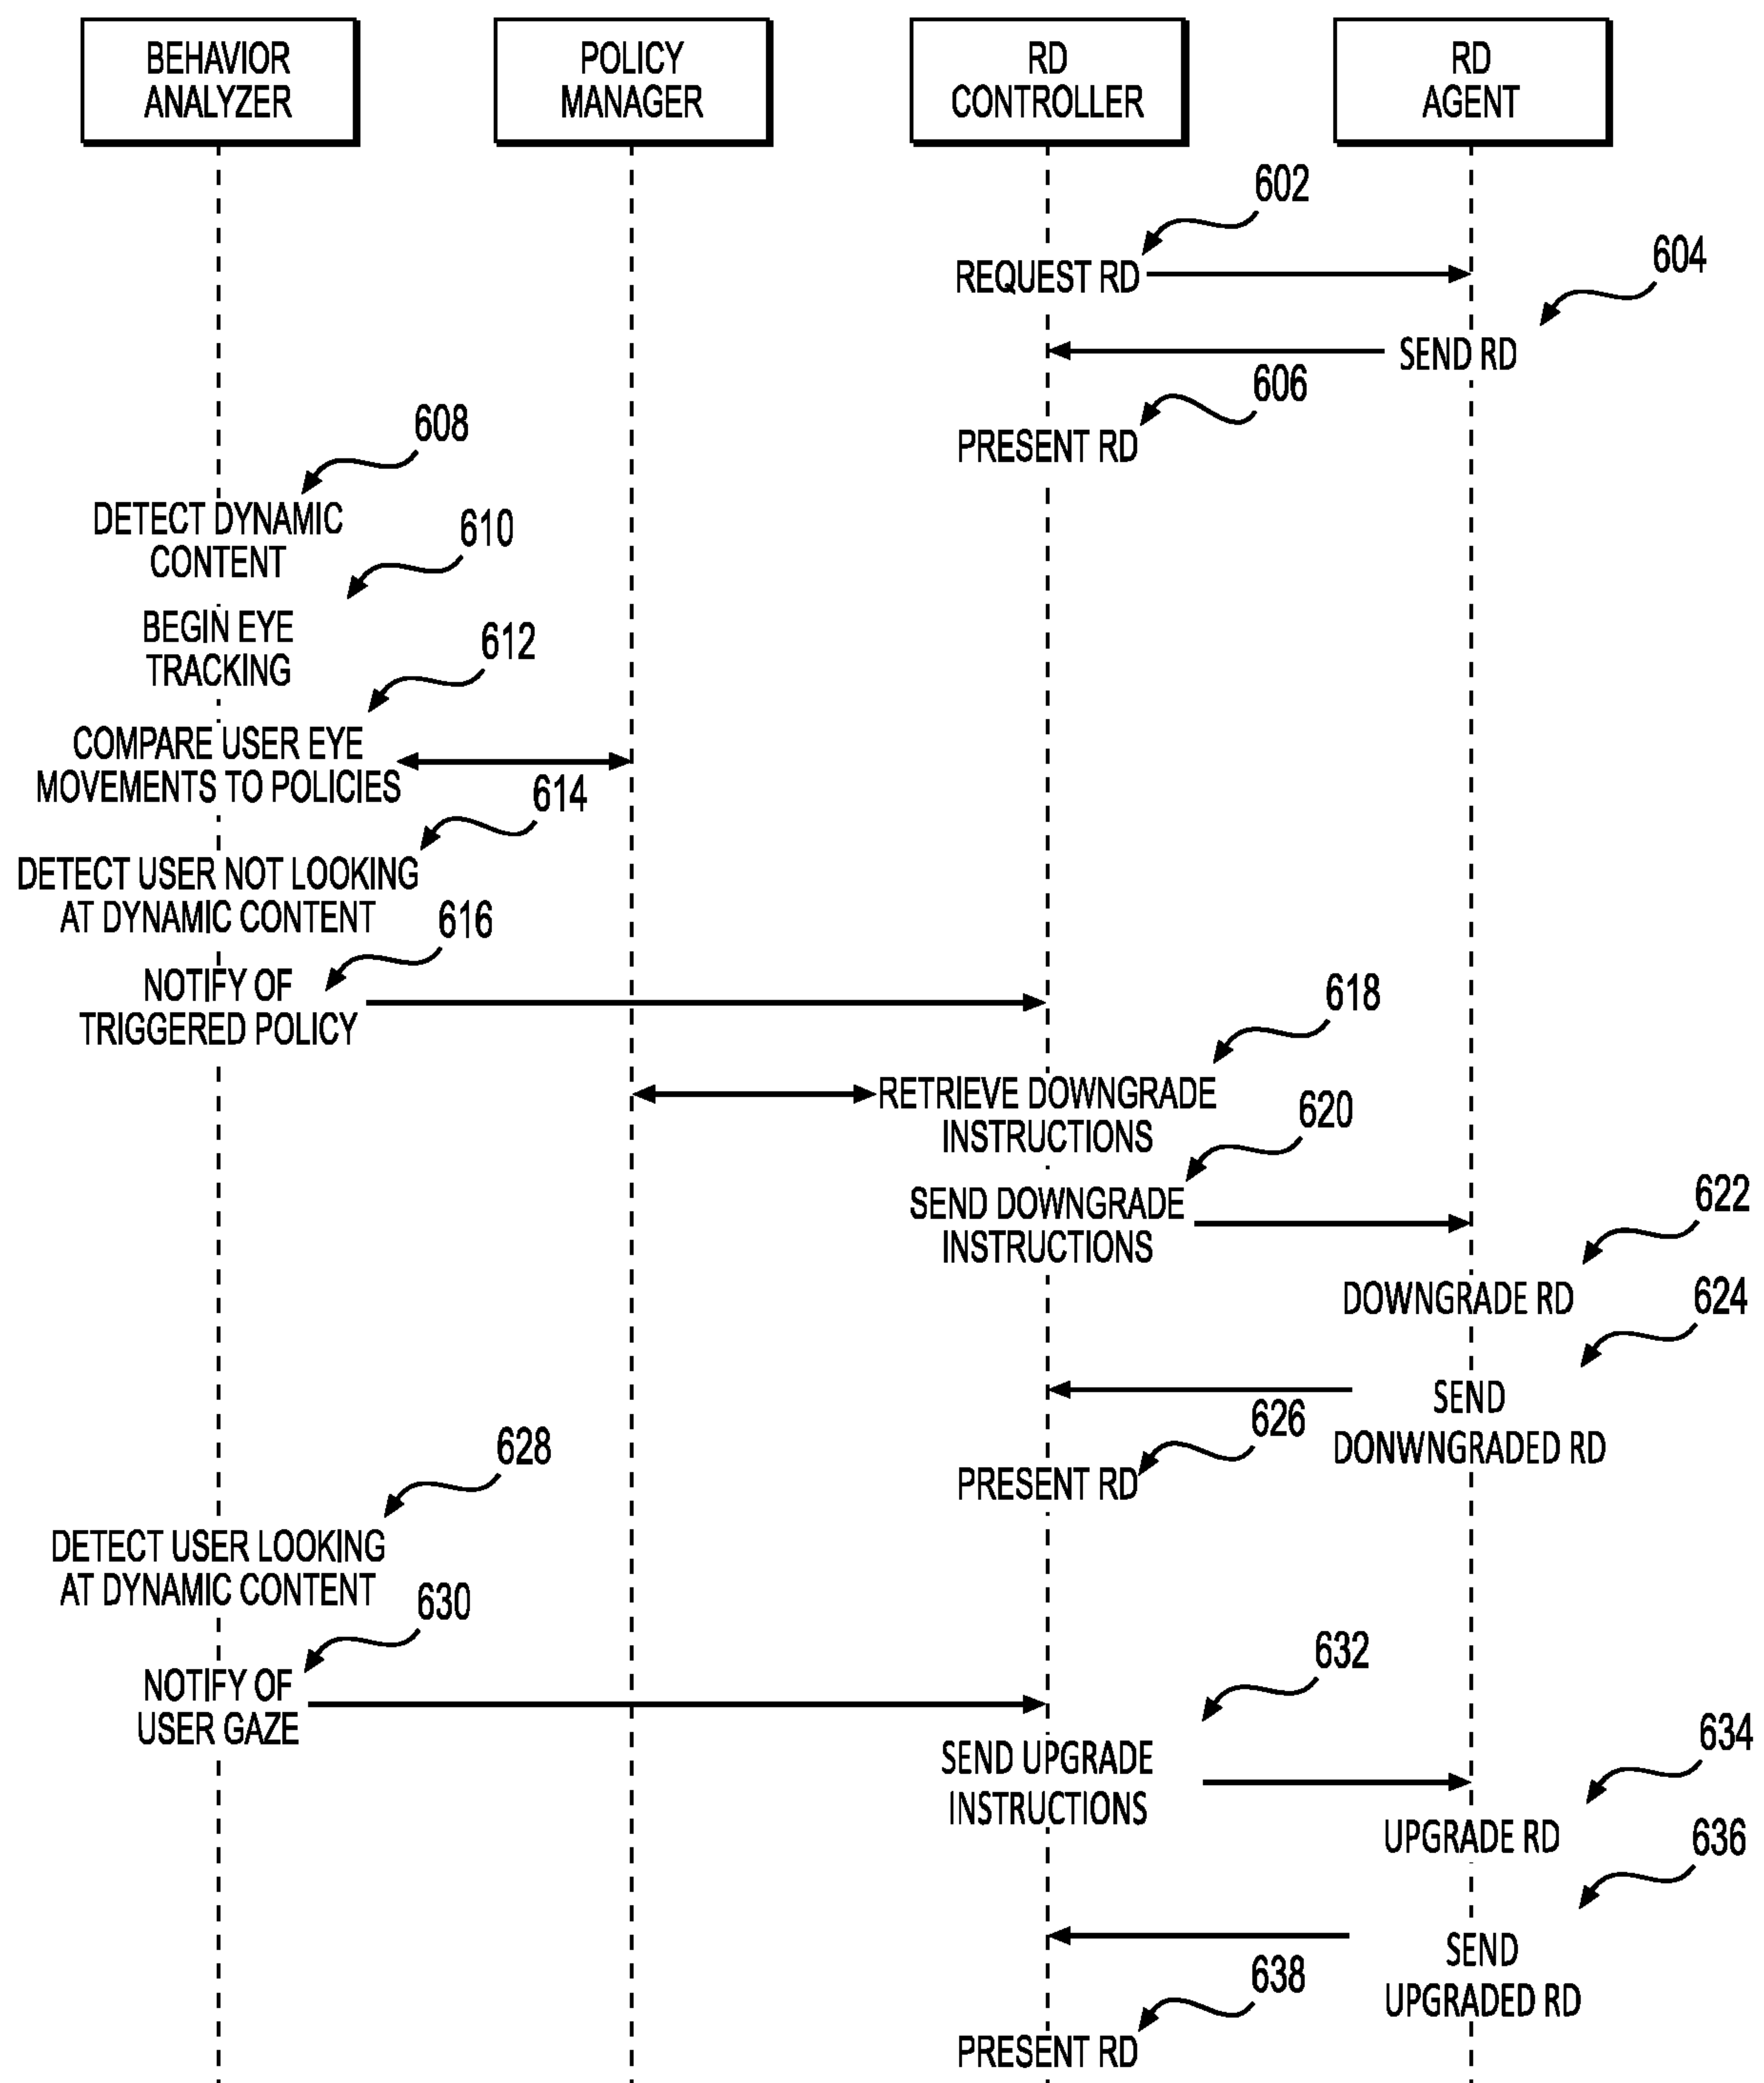 BEHAVIOR
ANALYZER
POLICY
MANAGER
RD
CONTROLLER
RD
AGENT
602
REQUEST RD
604
SEND RD
606
PRESENT RD
608
DETECT DYNAMIC
CONTENT
610
BEGIN EYE
TRACKING
612
COMPARE USER EYE
MOVEMENTS TO POLICIES
614
DETECT USER NOT LOOKING
AT DYNAMIC CONTENT
616
NOTIFY OF
TRIGGERED POLICY
618
RETRIEVE DOWNGRADE
INSTRUCTIONS
620
SEND DOWNGRADE
INSTRUCTIONS
622
DOWNGRADE RD
624
SEND
DONWNGRADED RD
626
PRESENT RD
628
DETECT USER LOOKING
AT DYNAMIC CONTENT
630
NOTIFY OF
USER GAZE
632
SEND UPGRADE
INSTRUCTIONS
634
UPGRADE RD
636
SEND
UPGRADED RD
638
PRESENT RD